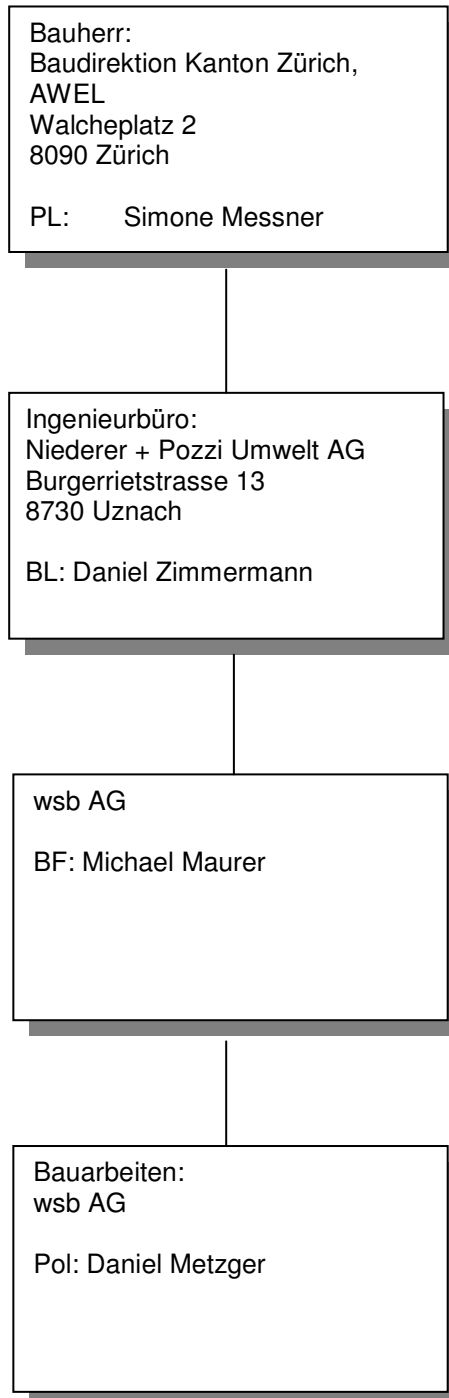 Bauherr:
Baudirektion Kanton Zürich,
AWEL
Walcheplatz 2
8090 Zürich
PL: Simone Messner
Ingenieurbüro:
Niederer + Pozzi Umwelt AG
Burgerrietstrasse 13
8730 Uznach
BL: Daniel Zimmermann
wsb AG
BF: Michael Maurer
Bauarbeiten:
wsb AG
Pol: Daniel Metzger